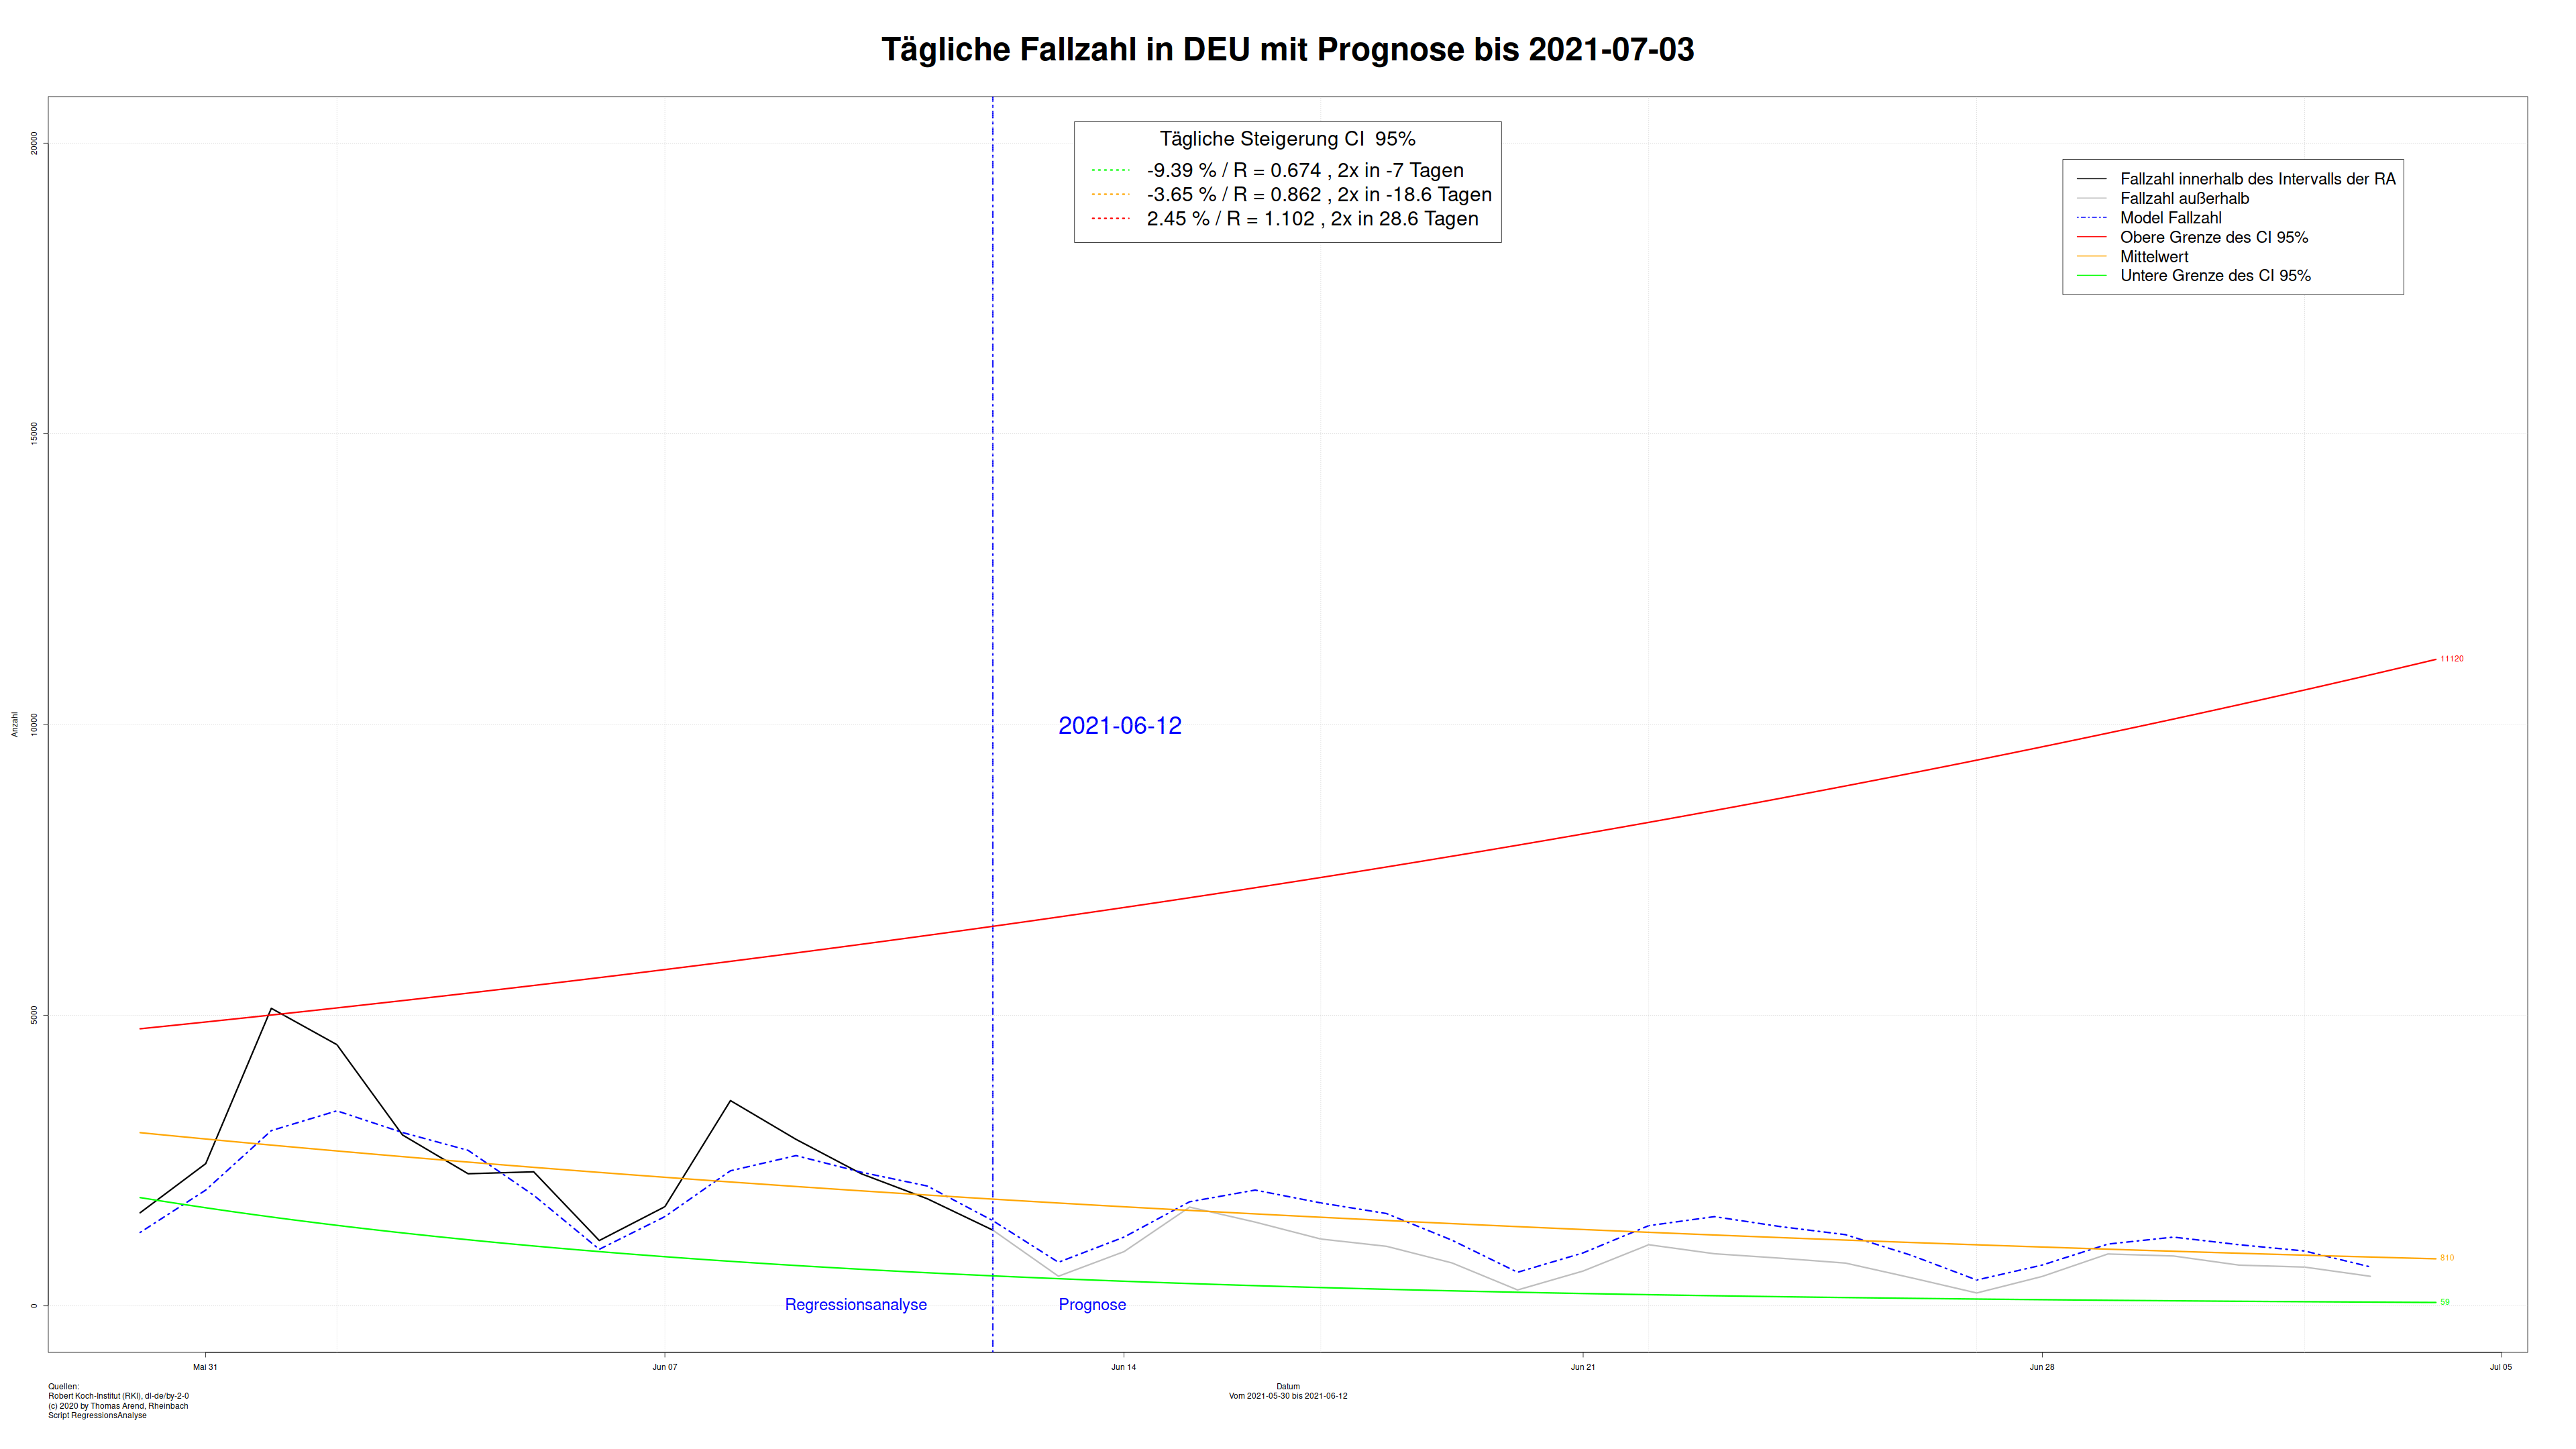 Tägliche Fallzahl in DEU mit Prognose bis 2021-07-03
Tägliche Steigerung CI  95%
-9.39 % / R = 0.674 , 2x in -7 Tagen
-3.65 % / R = 0.862 , 2x in -18.6 Tagen
2.45 % / R = 1.102 , 2x in 28.6 Tagen
Fallzahl innerhalb des Intervalls der RA
Fallzahl außerhalb
Model Fallzahl
Obere Grenze des CI 95%
Mittelwert
Untere Grenze des CI 95%
Anzahl
20000
15000
10000
5000
0
2021-06-12
11120
810
59
Regressionsanalyse
Prognose
Mai 31
Jun 07
Jun 14
Jun 21
Jun 28
Jul 05
Datum
Vom 2021-05-30 bis 2021-06-12
Quellen:
Robert Koch-Institut (RKI), dl-de/by-2-0
(c) 2020 by Thomas Arend, Rheinbach
Script RegressionsAnalyse